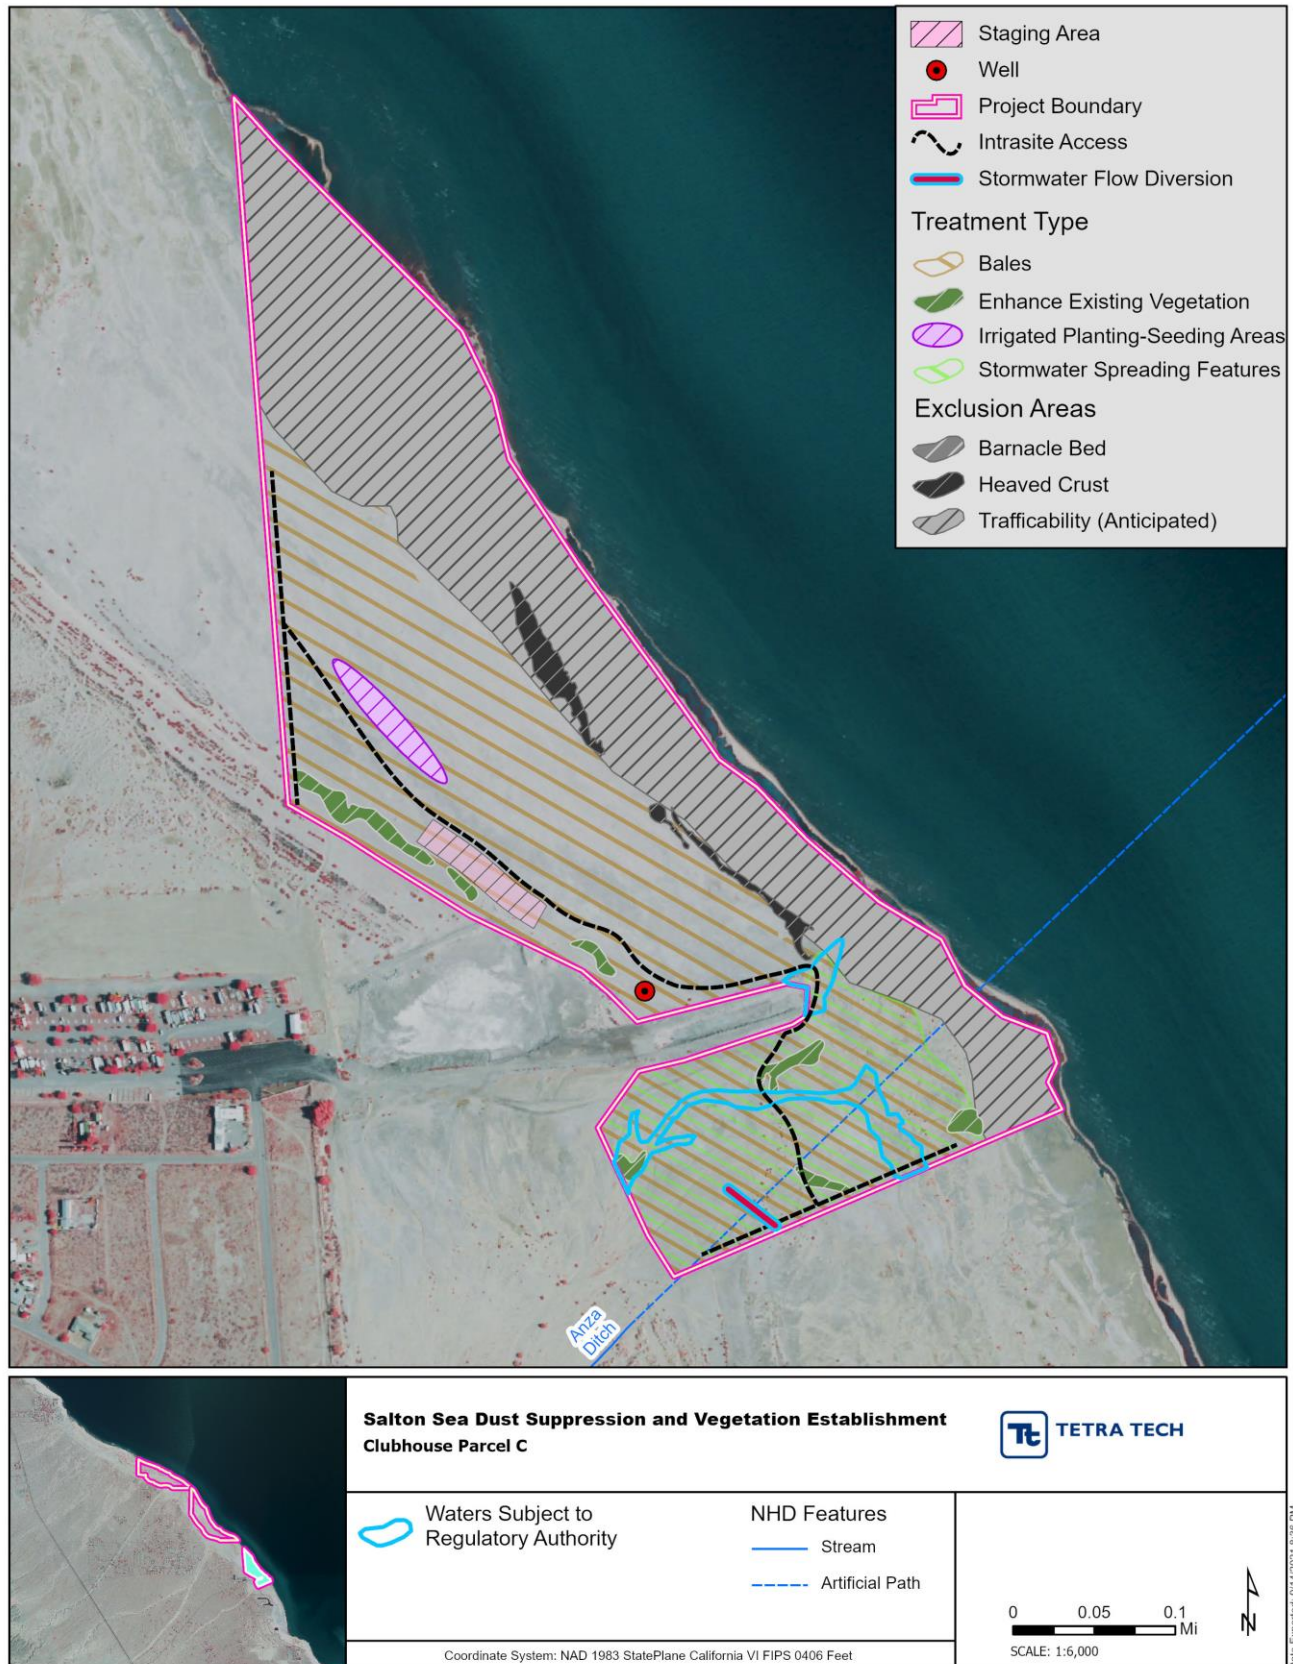 Staging Area
Well
Project Boundary
Intrasite Access
Stormwater Flow Diversion
Treatment Type
Bales
Enhance Existing Vegetation
Irrigated Planting-Seeding Areas
Stormwater Spreading Features
Exclusion Areas
Barnacle Bed
Heaved Crust
Trafficability (Anticipated)
Anza
Ditch
Salton Sea Dust Suppression and Vegetation Establishment
Clubhouse Parcel C
Tt TETRA TECH
Waters Subject to
Regulatory Authority
NHD Features
Stream
Artificial Path
0 0.05 0.1
Mi
SCALE: 1:6,000
N
Coordinate System: NAD 1983 StatePlane California VI FIPS 0406 Feet